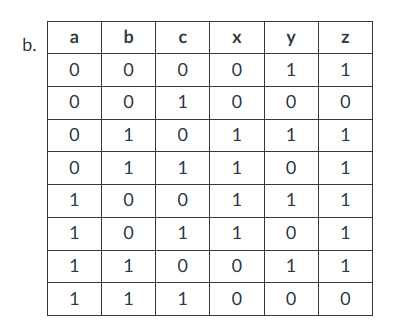 b.
a b c x y z
0 0 0 0 1 1
0 0 1 0 0 0
0 1 0 1 1 1
0 1 1 1 0 1
1 0 0 1 1 1
1 0 1 1 0 1
1 1 0 0 1 1
1 1 1 0 0 0